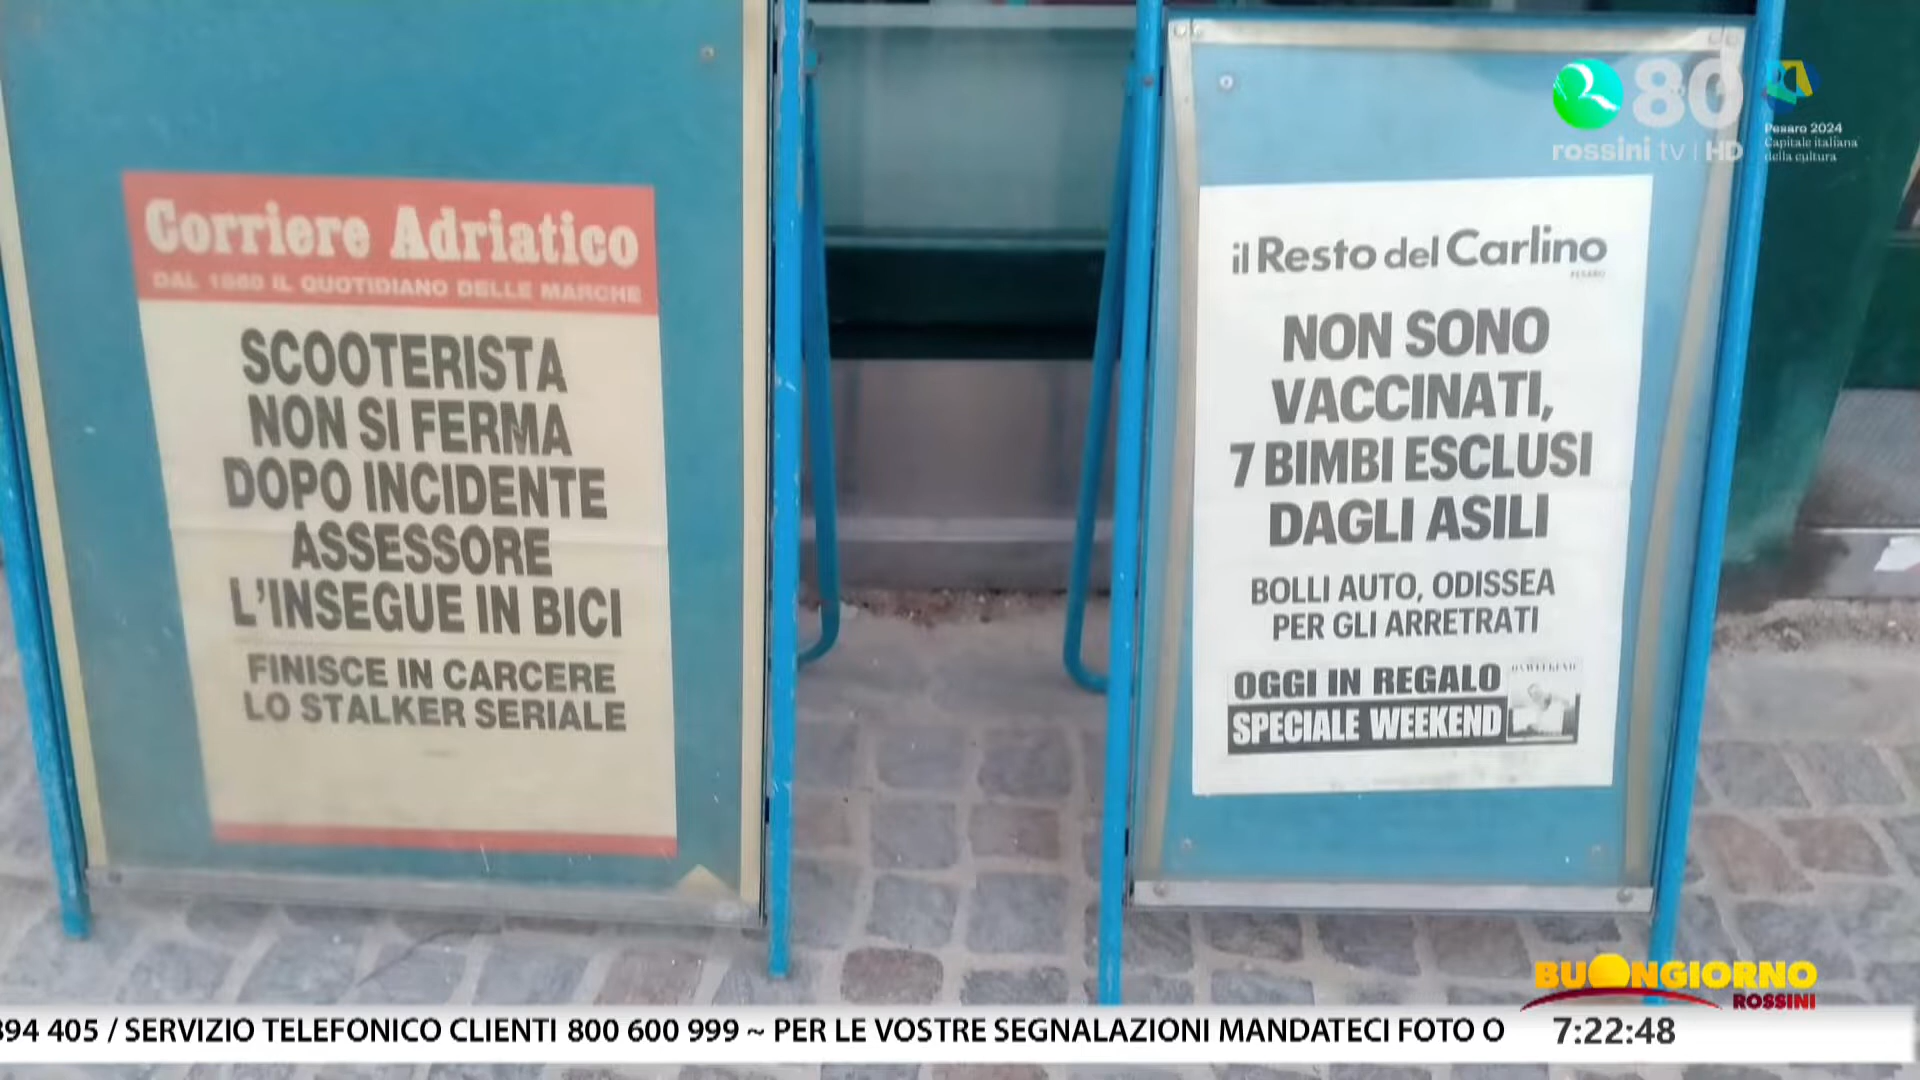 Corriere Adriatico
DAL 1860 IL QUOTIDIANO DELLE MARCHE
SCOOTERISTA
NON SI FERMA
DOPO INCIDENTE
ASSESSORE
L'INSEGUE IN BICI
FINISCE IN CARCERE
LO STALKER SERIALE
il Resto del Carlino
PESARO
NON SONO
VACCINATI,
7 BIMBI ESCLUSI
DAGLI ASILI
BOLLI AUTO, ODISSEA
PER GLI ARRETRATI
OGGI IN REGALO
SPECIALE WEEKEND
80
rossini tv | HD
Pesaro 2024
Capitale italiana
della cultura
BUONGIORNO
ROSSINI
394 405 / SERVIZIO TELEFONICO CLIENTI 800 600 999 ~ PER LE VOSTRE SEGNALAZIONI MANDATECI FOTO O
7:22:48